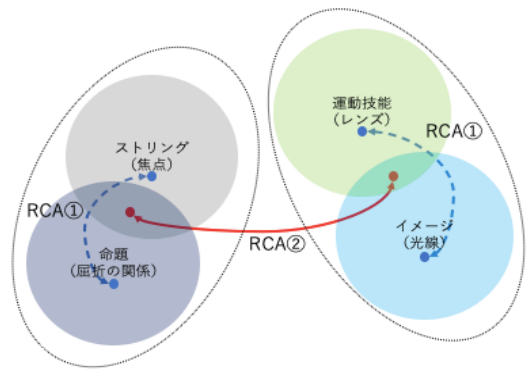 運動技能
(レンズ)
RCA①
ストリング
(焦点)
RCA①
イメージ
(光線)
RCA②
命題
(屈折の関係)